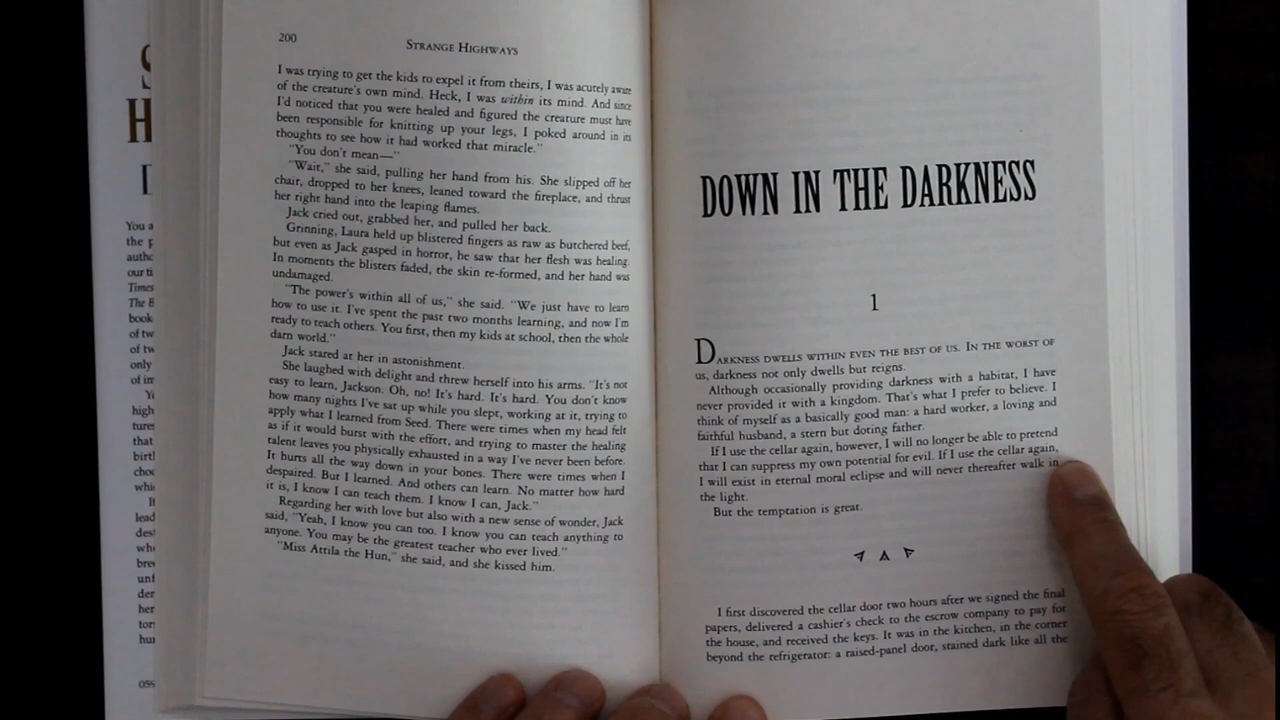 200
STRANGE HIGHWAYS
I was trying to get the kids to expel it from theirs, I was acutely aware
of the creature's own mind. Heck, I was within its mind. And since
I'd noticed that you were healed and figured the creature must have
been responsible for knitting up your legs, I poked around in its
thoughts to see how it had worked that miracle."
"You don't mean—"
"Wait," she said, pulling her hand from his. She slipped off her
chair, dropped to her knees, leaned toward the fireplace, and thrust
her right hand into the leaping flames.
Jack cried out, grabbed her, and pulled her back.
Grinning, Laura held up blistered fingers as raw as butchered beef,
but even as Jack gasped in horror, he saw that her flesh was healing.
In moments the blisters faded, the skin re-formed, and her hand was
undamaged.
"The power's within all of us," she said. "We just have to learn
how to use it. I've spent the past two months learning, and now I'm
ready to teach others. You first, then my kids at school, then the whole
darn world."
Jack stared at her in astonishment.
She laughed with delight and threw herself into his arms. "It's not
easy to learn, Jackson. Oh, no! It's hard. It's hard. You don't know
how many nights I've sat up while you slept, working at it, trying to
apply what I learned from Seed. There were times when my head felt
as if it would burst with the effort, and trying to master the healing
talent leaves you physically exhausted in a way I've never been before.
It hurts all the way down in your bones. There were times when I
despaired. But I learned. And others can learn. No matter how hard
it is, I know I can teach them. I know I can, Jack."
Regarding her with love but also with a new sense of wonder, Jack
said, "Yeah, I know you can too. I know you can teach anything to
anyone. You may be the greatest teacher who ever lived."
"Miss Attila the Hun," she said, and she kissed him.
DOWN IN THE DARKNESS
1
DARKNESS DWELLS WITHIN EVEN THE BEST OF US. IN THE WORST OF
us, darkness not only dwells but reigns.
Although occasionally providing darkness with a habitat, I have
never provided it with a kingdom. That's what I prefer to believe. I
think of myself as a basically good man: a hard worker, a loving and
faithful husband, a stern but doting father.
If I use the cellar again, however, I will no longer be able to pretend
that I can suppress my own potential for evil. If I use the cellar again,
I will exist in eternal moral eclipse and will never thereafter walk in
the light.
But the temptation is great.
I first discovered the cellar door two hours after we signed the final
papers, delivered a cashier's check to the escrow company to pay for
the house, and received the keys. It was in the kitchen, in the corner
beyond the refrigerator: a raised-panel door, stained dark like all the
S
H
You a
the p
our ti
Times
The B
book
of tw
of tw
only
of im
high
that